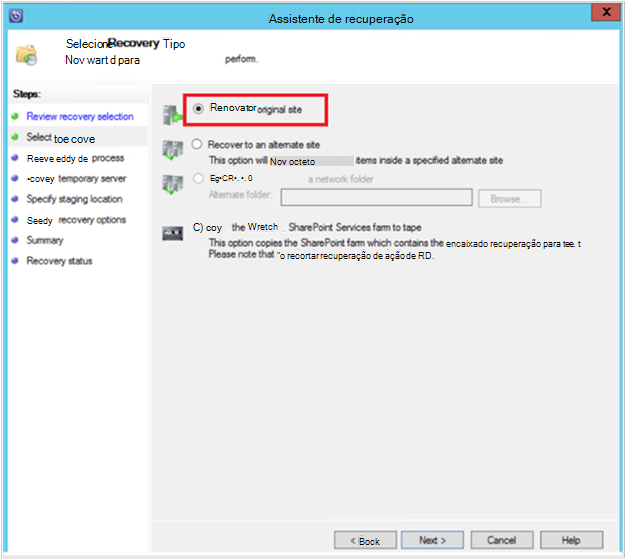 Assistente de recuperação
Selecione Recovery Tipo
Nov wart d para perform.
Steps:
Review recovery selection
Select toe cove
Reeve eddy de process
•covey temporary server
Specify staging location
Seedy recovery options
Summary
Recovery status
Renovator original site
Recover to an alternate site
This option will Nov octeto items inside a specified alternate site
Eg•CR•. •. 0 a network folder
Alternate folder:
Browse...
C) coy the Wretch SharePoint Services farm to tape
This option copies the SharePoint farm which contains the encaixado recuperação para tee. t
Please note that "o recortar recuperação de ação de RD.
< Bock
Next >
Cancel
Help